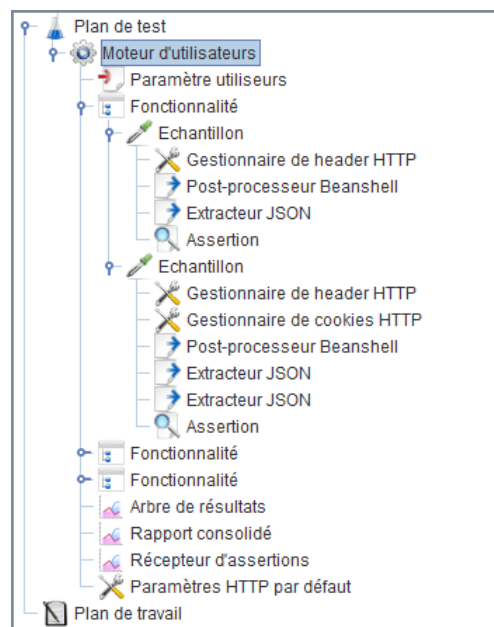 Plan de test
Moteur d'utilisateurs
Paramètre utiliseurs
Fonctionnalité
Echantillon
Gestionnaire de header HTTP
Post-processeur Beanshell
Extracteur JSON
Assertion
Echantillon
Gestionnaire de header HTTP
Gestionnaire de cookies HTTP
Post-processeur Beanshell
Extracteur JSON
Extracteur JSON
Assertion
Fonctionnalité
Fonctionnalité
Arbre de résultats
Rapport consolidé
Récepteur d'assertions
Paramètres HTTP par défaut
Plan de travail